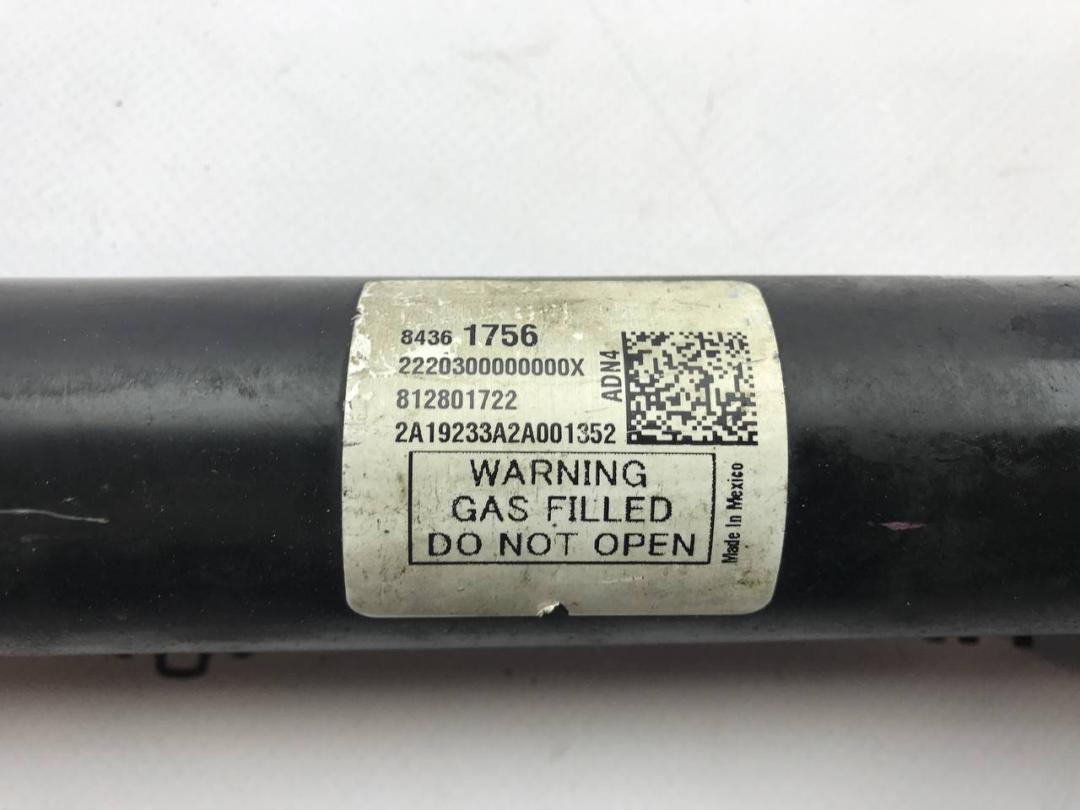 8436 1756
2220300000000X
812801722
2A19233A2A001352
ADN4
WARNING
GAS FILLED
DO NOT OPEN
Made In Mexico